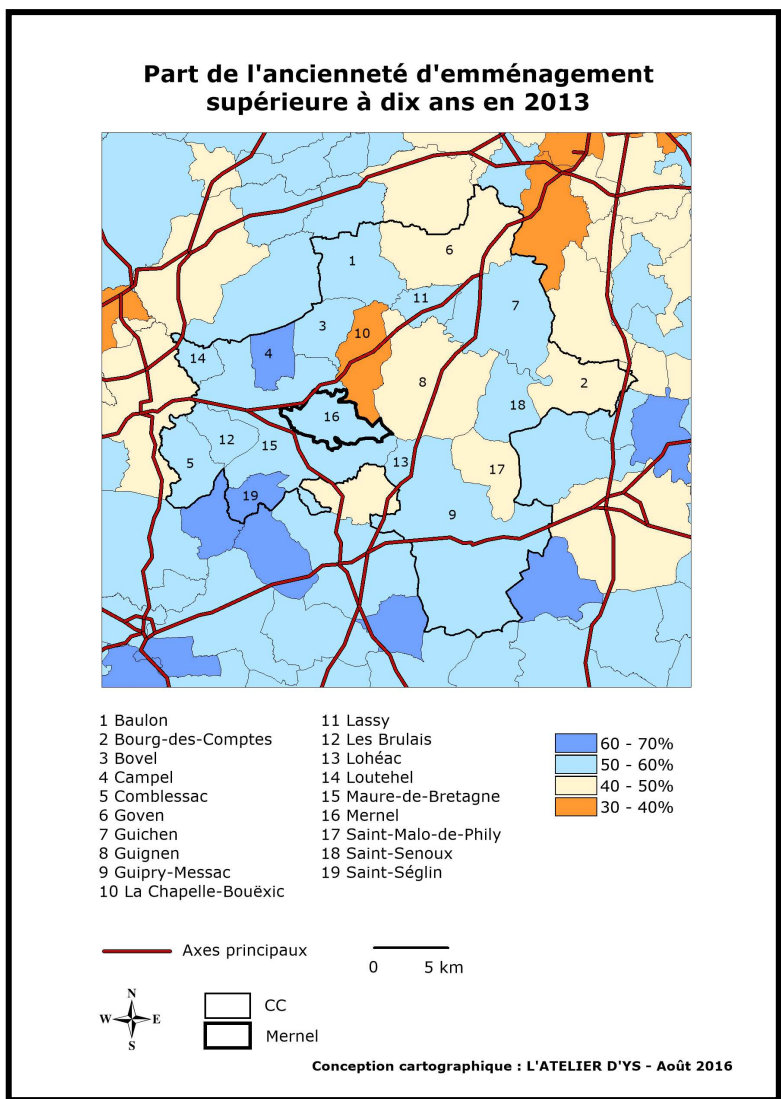 Part de l'ancienneté d'emménagement
supérieure à dix ans en 2013
1
6
11
7
3
10
14
4
8
2
18
16
12
15
5
13
17
19
9
1 Baulon
2 Bourg-des-Comptes
3 Bovel
4 Campel
5 Comblessac
6 Goven
7 Guichen
8 Guignen
9 Guipry-Messac
10 La Chapelle-Bouëxic
11 Lassy
12 Les Brulais
13 Lohéac
14 Loutehel
15 Maure-de-Bretagne
16 Mernel
17 Saint-Malo-de-Phily
18 Saint-Senoux
19 Saint-Séglin
60 - 70%
50 - 60%
40 - 50%
30 - 40%
Axes principaux
0 5 km
N
W E
S
CC
Mernel
Conception cartographique : L'ATELIER D'YS - Août 2016